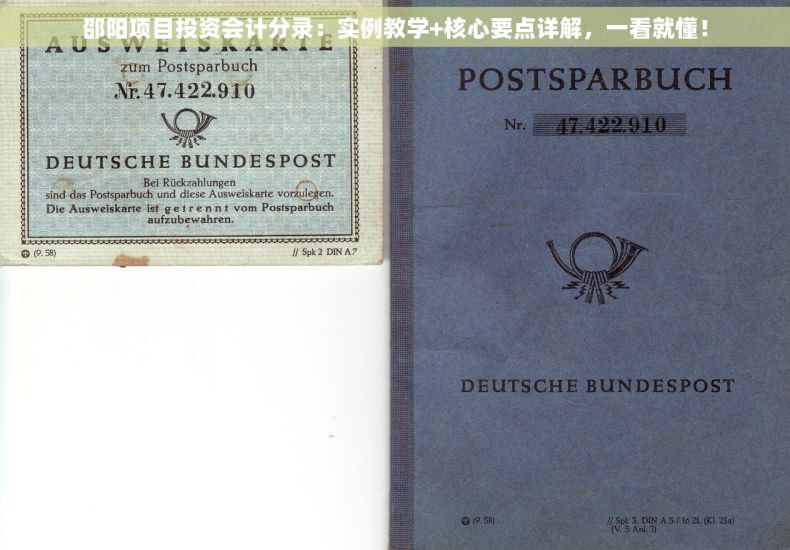 邵阳项目投资会计分录：实例教学+核心要点详解，一看就懂！
AUSWEISKARTE
zum Postsparbuch
Nr. 47.422.910
DEUTSCHE BUNDESPOST
Bei Rückzahlungen
sind das Postsparbuch und diese Ausweiskarte vorzulegen.
Die Ausweiskarte ist getrennt vom Postsparbuch
aufzubewahren.
(9.58)
// Spk 2 DIN A 7
POSTSPARBUCH
Nr. 47.422.910
DEUTSCHE BUNDESPOST
(9.58)
// Spk 3, DIN A 5 / 16 Bl. (Kl. 23a)
(V. 5 Anl. 2)